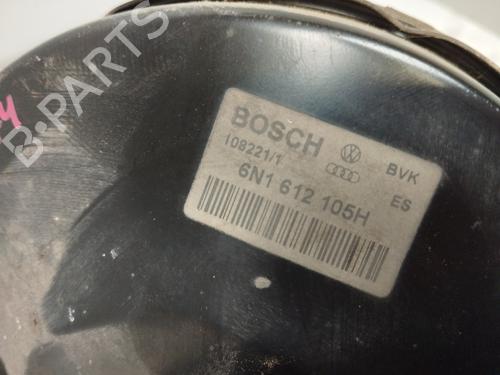 B-PARTS
BOSCH
108221/1
BVK
6N1 612 105H
ES